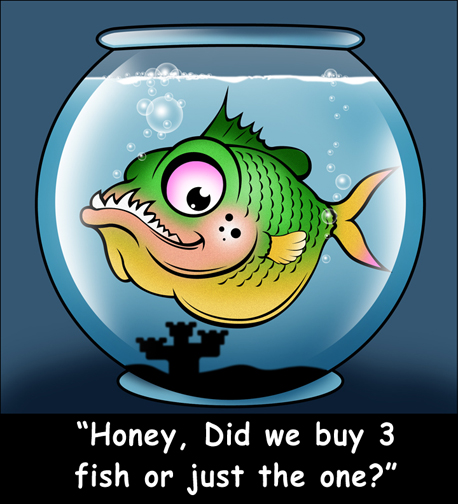 “Honey, Did we buy 3
fish or just the one?”